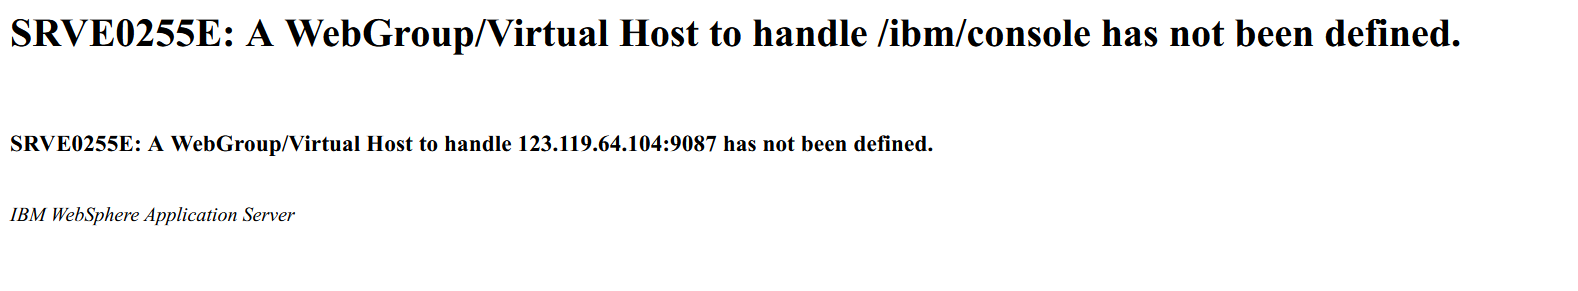 SRVE0255E: A WebGroup/Virtual Host to handle /ibm/console has not been defined.
SRVE0255E: A WebGroup/Virtual Host to handle 123.119.64.104:9087 has not been defined.
IBM WebSphere Application Server